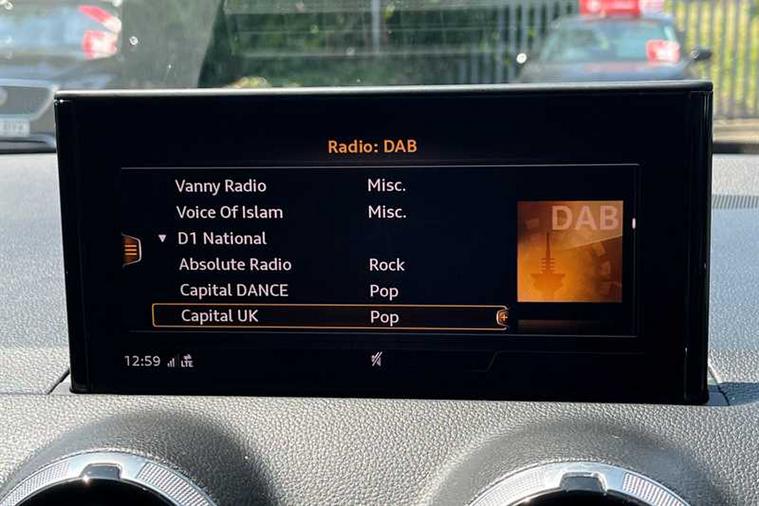 Radio: DAB
Vanny Radio Misc.
Voice Of Islam Misc.
D1 National
Absolute Radio Rock
Capital DANCE Pop
Capital UK Pop
DAB
12:59 LTE